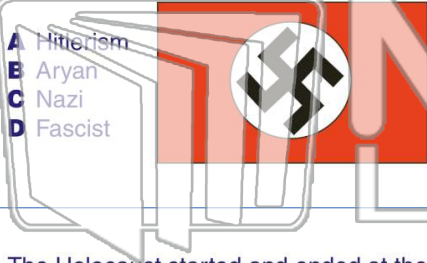 A Hitlerism
B Aryan
C Nazi
D Fascist
The Holocaust started and ended at the